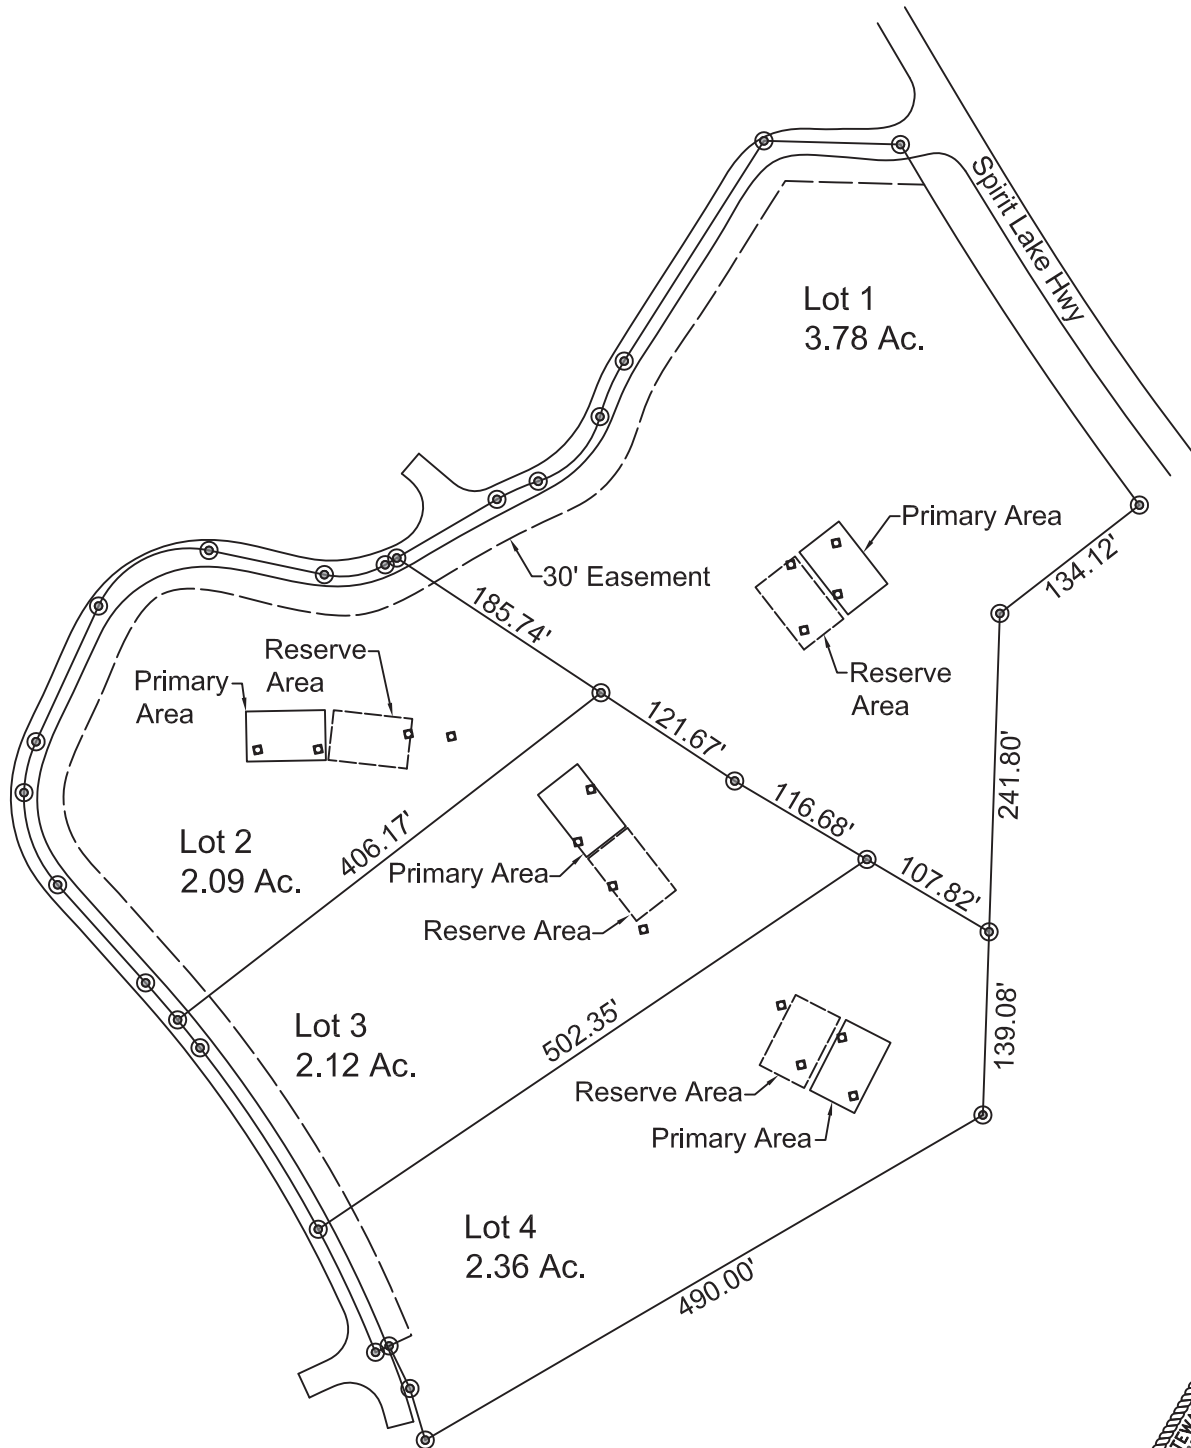 Spirit Lake Hwy
Lot 1
3.78 Ac.
Primary Area
134.12'
30' Easement
185.74'
Reserve
Area
Reserve
Area
Primary
Area
121.67'
241.80'
116.68'
Lot 2
2.09 Ac.
406.17'
Primary Area
107.82'
Reserve Area
Lot 3
2.12 Ac.
502.35'
139.08'
Reserve Area
Primary Area
Lot 4
2.36 Ac.
490.00'